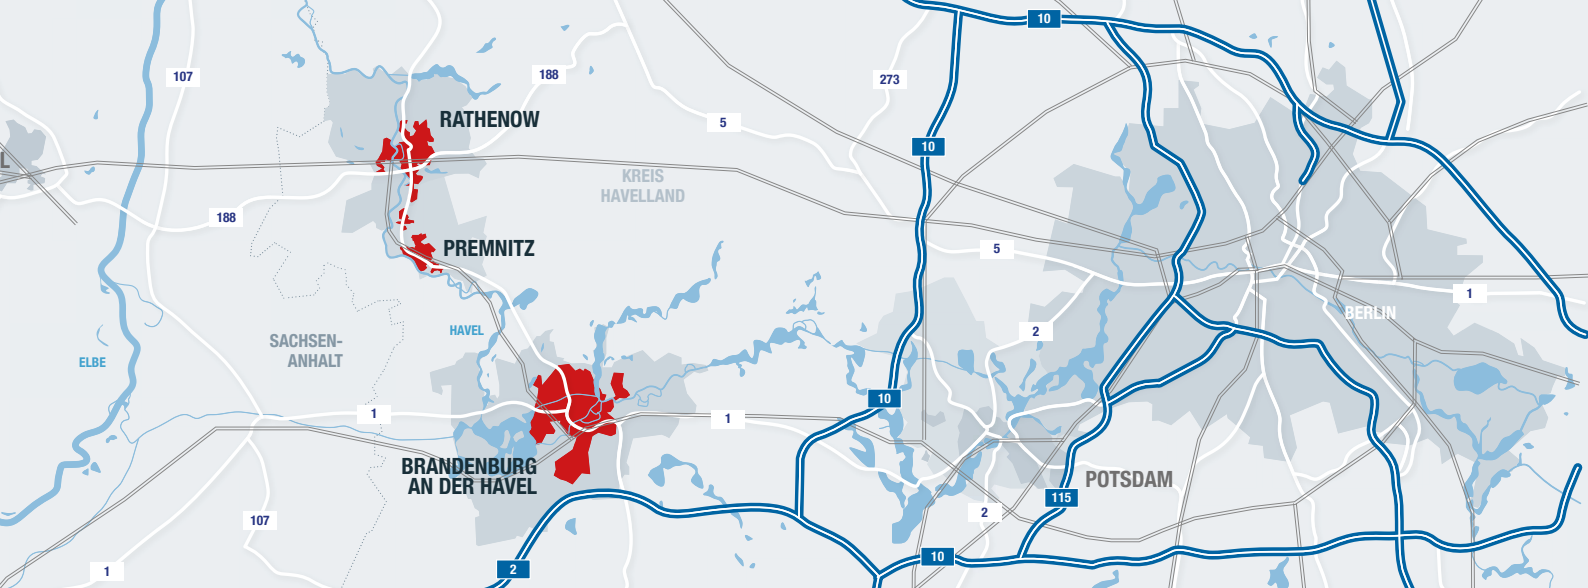 10
107
188
273
RATHENOW
5
10
L
KREIS
HAVELLAND
188
PREMNITZ
5
1
BERLIN
HAVEL
2
SACHSEN-
ANHALT
ELBE
10
1
1
BRANDENBURG
AN DER HAVEL
POTSDAM
115
2
107
10
2
1